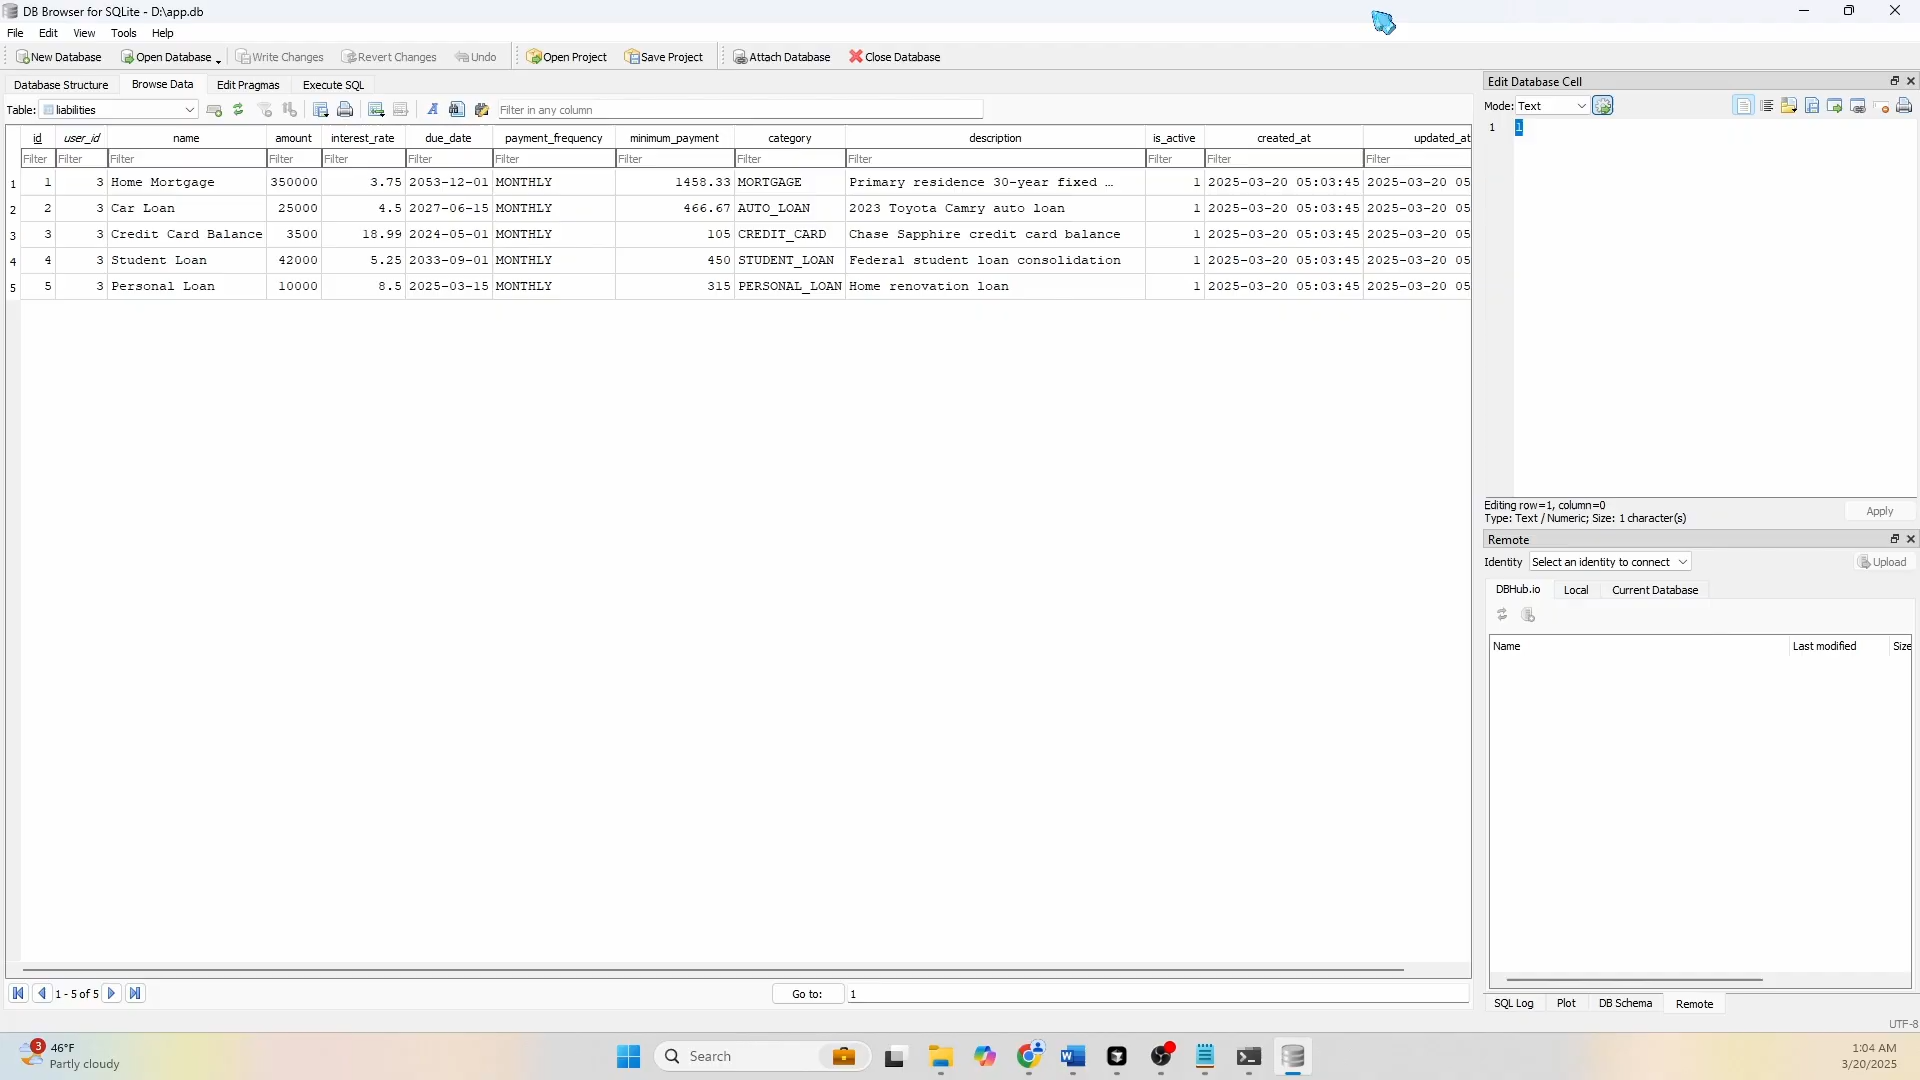 DB Browser for SQLite - D:\app.db
File Edit View Tools Help
New Database Open Database Write Changes Revert Changes Undo Open Project Save Project Attach Database Close Database
Database Structure Browse Data Edit Pragmas Execute SQL
Table: liabilities Filter in any column
id user_id name amount interest_rate due_date payment_frequency minimum_payment category description is_active created_at updated_at
Filter Filter Filter Filter Filter Filter Filter Filter Filter Filter Filter Filter Filter
1 1 3 Home Mortgage 350000 3.75 2053-12-01 MONTHLY 1458.33 MORTGAGE Primary residence 30-year fixed … 1 2025-03-20 05:03:45 2025-03-20 05
2 2 3 Car Loan 25000 4.5 2027-06-15 MONTHLY 466.67 AUTO_LOAN 2023 Toyota Camry auto loan 1 2025-03-20 05:03:45 2025-03-20 05
3 3 3 Credit Card Balance 3500 18.99 2024-05-01 MONTHLY 105 CREDIT_CARD Chase Sapphire credit card balance 1 2025-03-20 05:03:45 2025-03-20 05
4 4 3 Student Loan 42000 5.25 2033-09-01 MONTHLY 450 STUDENT_LOAN Federal student loan consolidation 1 2025-03-20 05:03:45 2025-03-20 05
5 5 3 Personal Loan 10000 8.5 2025-03-15 MONTHLY 315 PERSONAL_LOAN Home renovation loan 1 2025-03-20 05:03:45 2025-03-20 05
1 - 5 of 5 Go to: 1
Edit Database Cell
Mode: Text
1 1
Editing row=1, column=0
Type: Text / Numeric; Size: 1 character(s)
Apply
Remote
Identity Select an identity to connect Upload
DBHub.io Local Current Database
Name Last modified Size
SQL Log Plot DB Schema Remote
UTF-8
3
46°F
Partly cloudy
Search
1:04 AM
3/20/2025